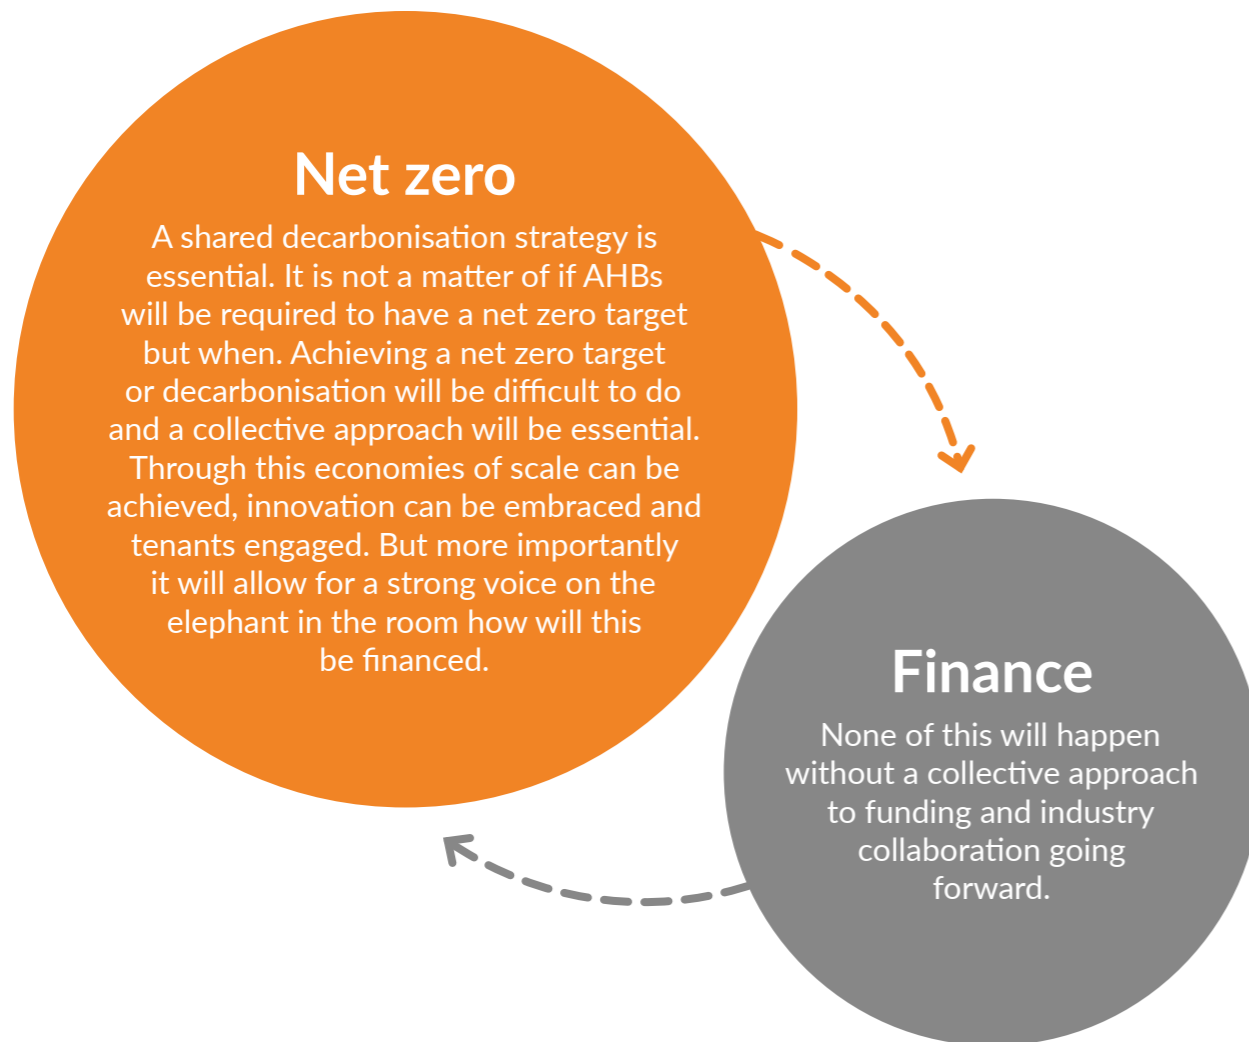 Net zero
A shared decarbonisation strategy is
essential. It is not a matter of if AHBs
will be required to have a net zero target
but when. Achieving a net zero target
or decarbonisation will be difficult to do
and a collective approach will be essential.
Through this economies of scale can be
achieved, innovation can be embraced and
tenants engaged. But more importantly
it will allow for a strong voice on the
elephant in the room how will this
be financed.
Finance
None of this will happen
without a collective approach
to funding and industry
collaboration going
forward.